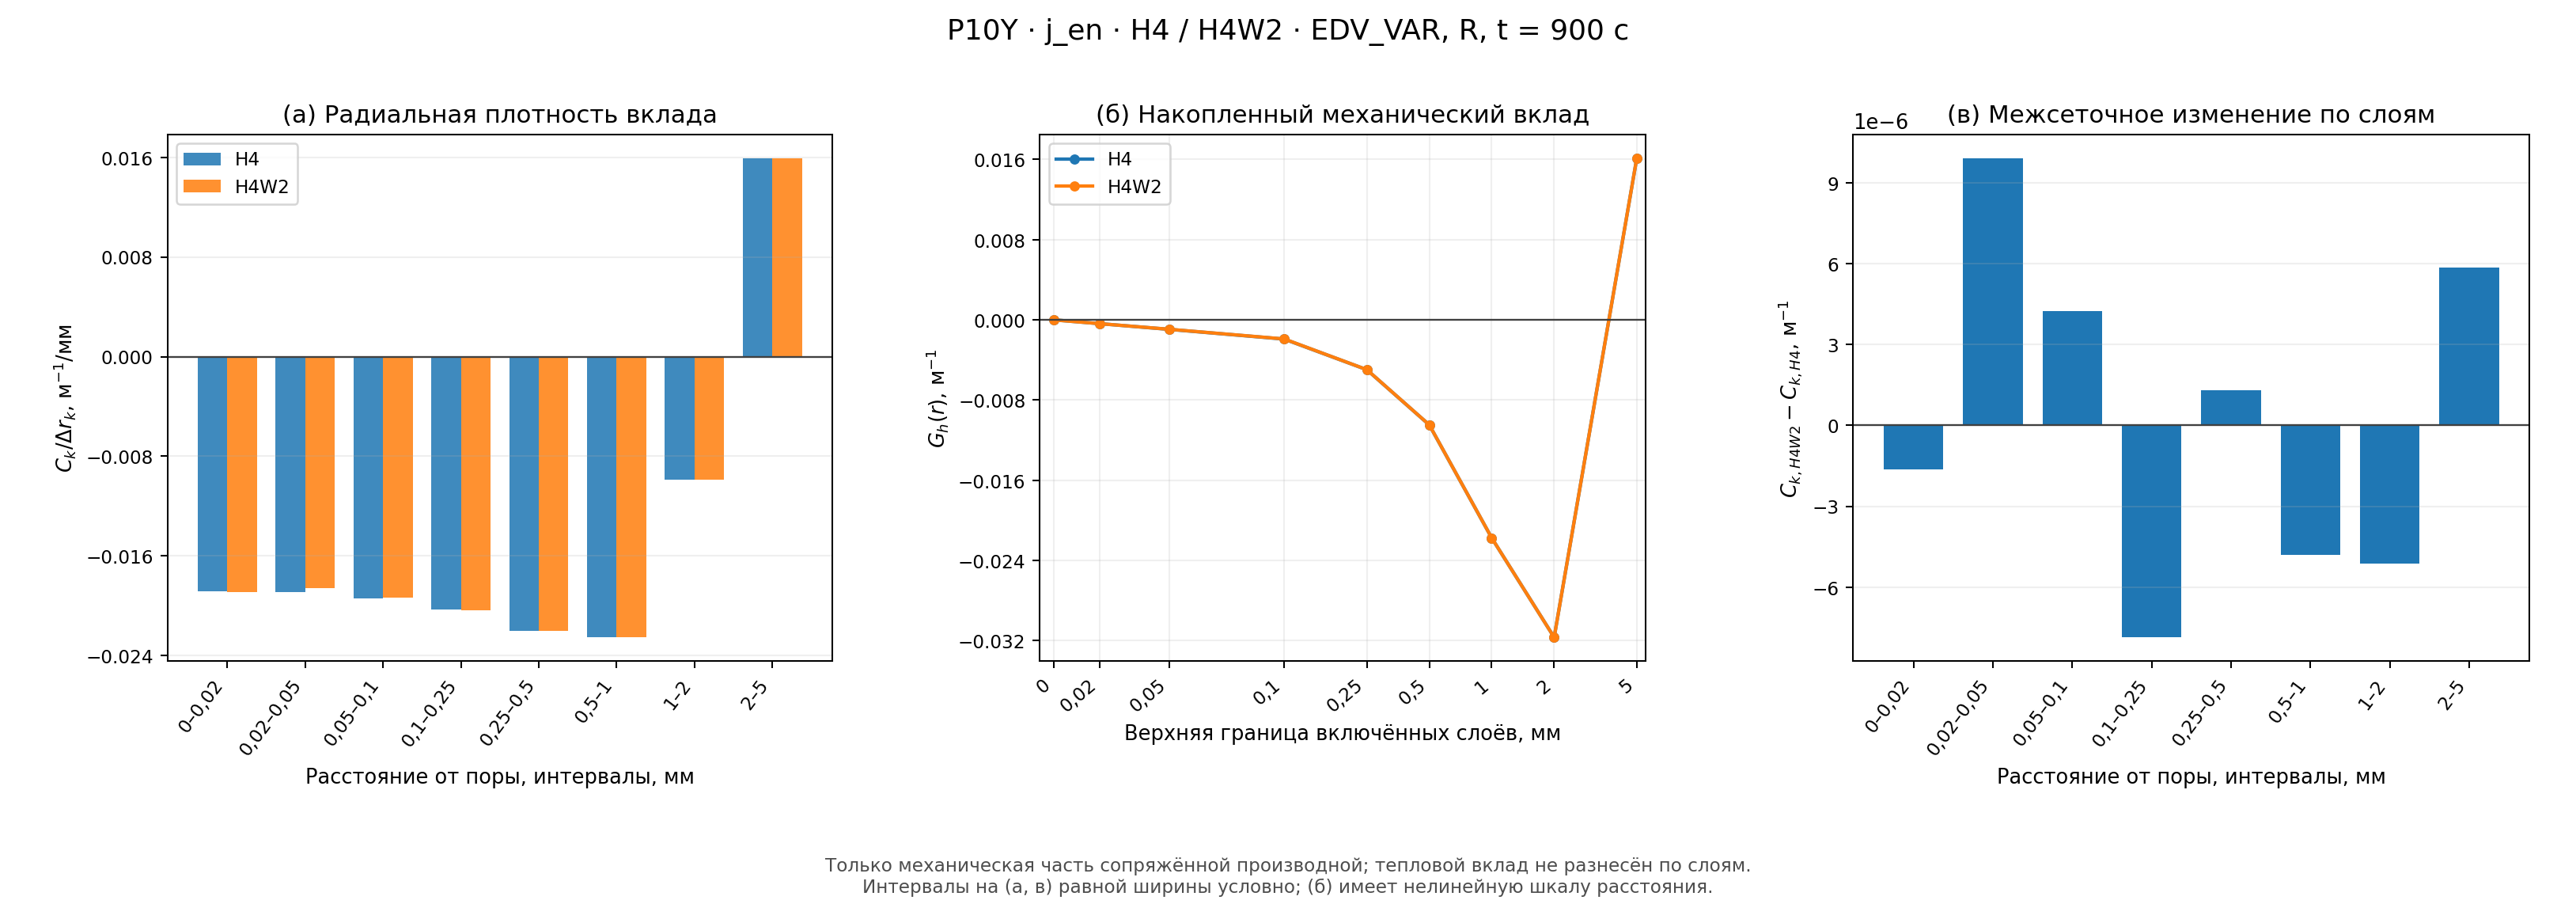 P10Y · j_en · H4 / H4W2 · EDV_VAR, R, t = 900 с
(а) Радиальная плотность вклада
H4
H4W2
0.016
0.008
0.000
−0.008
−0.016
−0.024
C_k/Δr_k, м⁻¹/мм
0–0,02
0,02–0,05
0,05–0,1
0,1–0,25
0,25–0,5
0,5–1
1–2
2–5
Расстояние от поры, интервалы, мм
(б) Накопленный механический вклад
H4
H4W2
0.016
0.008
0.000
−0.008
−0.016
−0.024
−0.032
G_h(r), м⁻¹
0
0,02
0,05
0,1
0,25
0,5
1
2
5
Верхняя граница включённых слоёв, мм
(в) Межсеточное изменение по слоям
1e−6
9
6
3
0
−3
−6
C_{k,H4W2} − C_{k,H4}, м⁻¹
0–0,02
0,02–0,05
0,05–0,1
0,1–0,25
0,25–0,5
0,5–1
1–2
2–5
Расстояние от поры, интервалы, мм
Только механическая часть сопряжённой производной; тепловой вклад не разнесён по слоям.
Интервалы на (а, в) равной ширины условно; (б) имеет нелинейную шкалу расстояния.